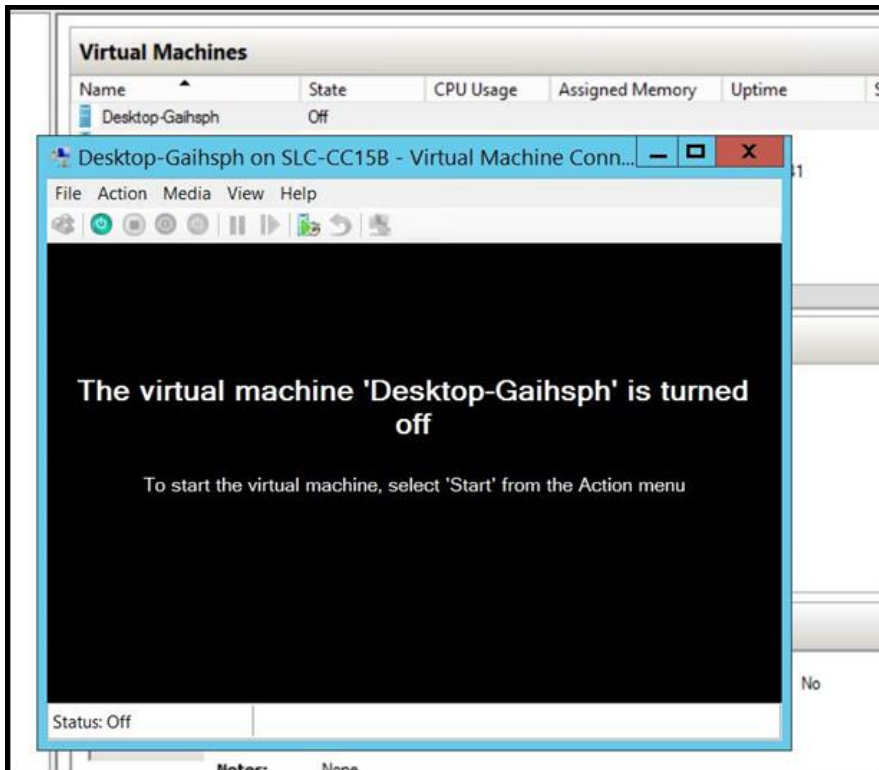 Virtual Machines
Name State CPU Usage Assigned Memory Uptime
Desktop-Gaihsph Off
Desktop-Gaihsph on SLC-CC15B - Virtual Machine Conn...
File Action Media View Help
The virtual machine 'Desktop-Gaihsph' is turned
off
To start the virtual machine, select 'Start' from the Action menu
No
Status: Off
Notes: None